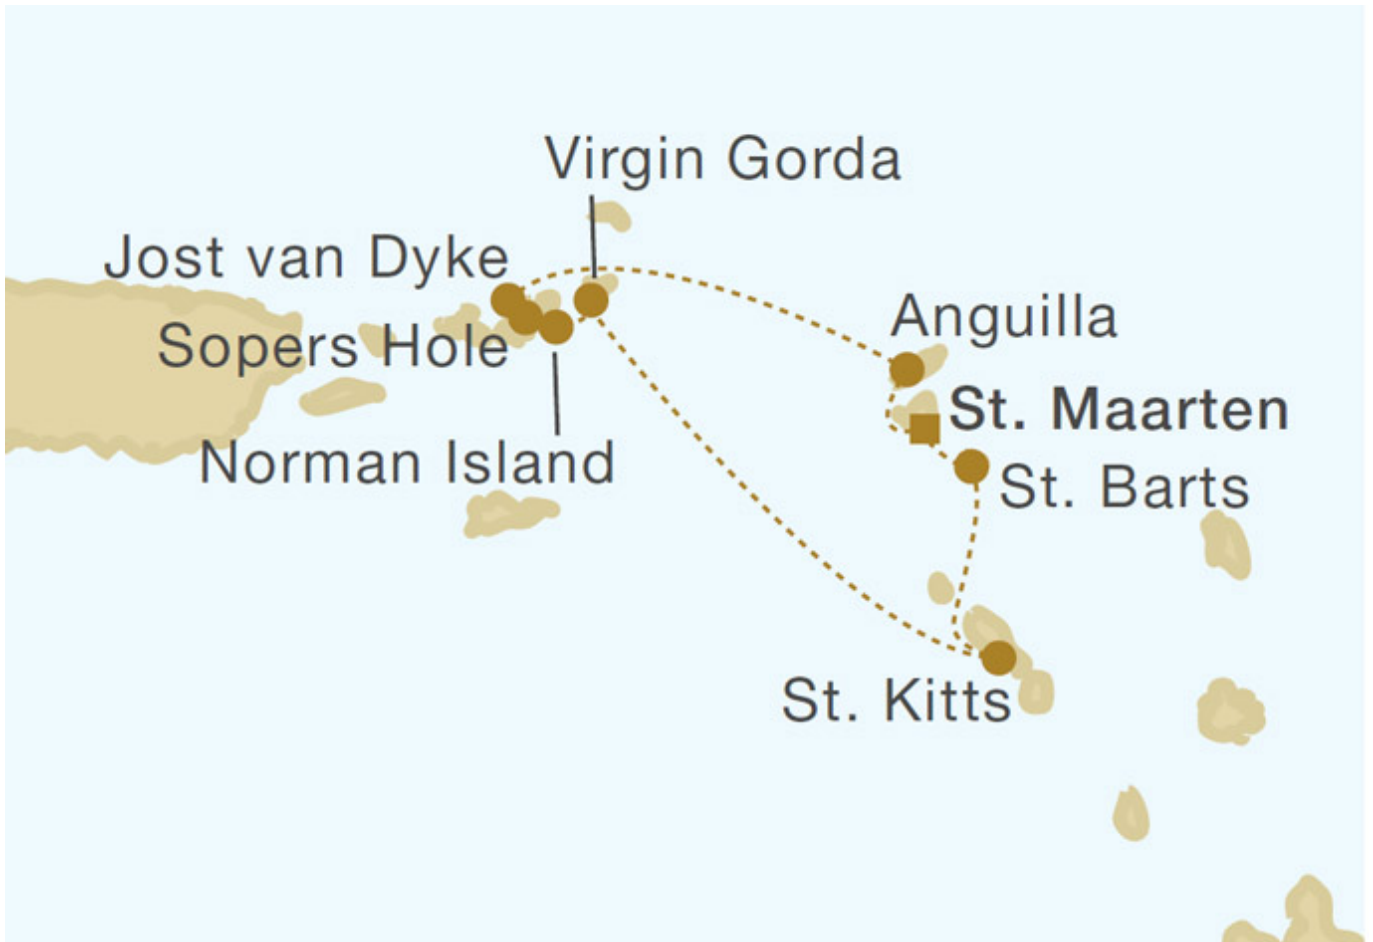 Virgin Gorda
Jost van Dyke
Anguilla
Sopers Hole
St. Maarten
Norman Island
St. Barts
St. Kitts